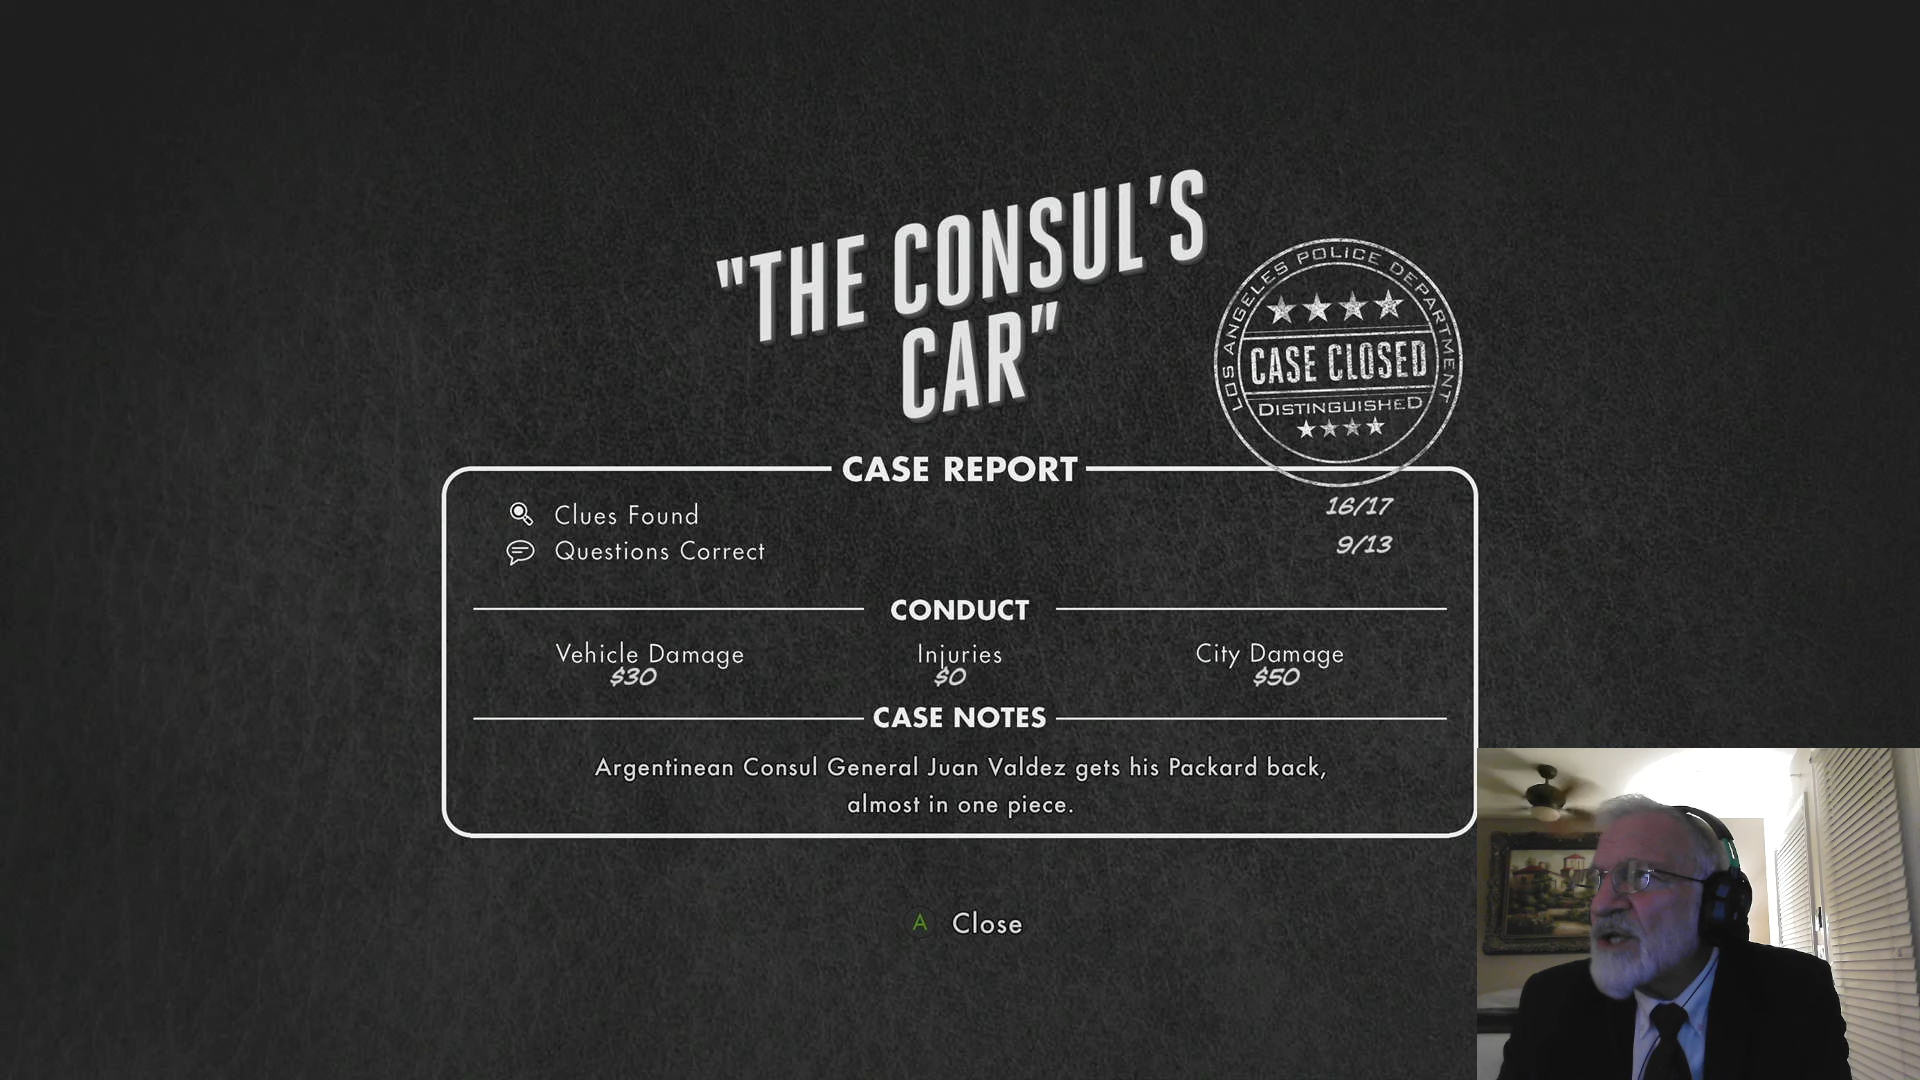 "THE CONSUL'S
CAR"
LOS ANGELES POLICE DEPARTMENT
CASE CLOSED
DISTINGUISHED
CASE REPORT
Clues Found 16/17
Questions Correct 9/13
CONDUCT
Vehicle Damage Injuries City Damage
$30 $0 $50
CASE NOTES
Argentinean Consul General Juan Valdez gets his Packard back,
almost in one piece.
A Close